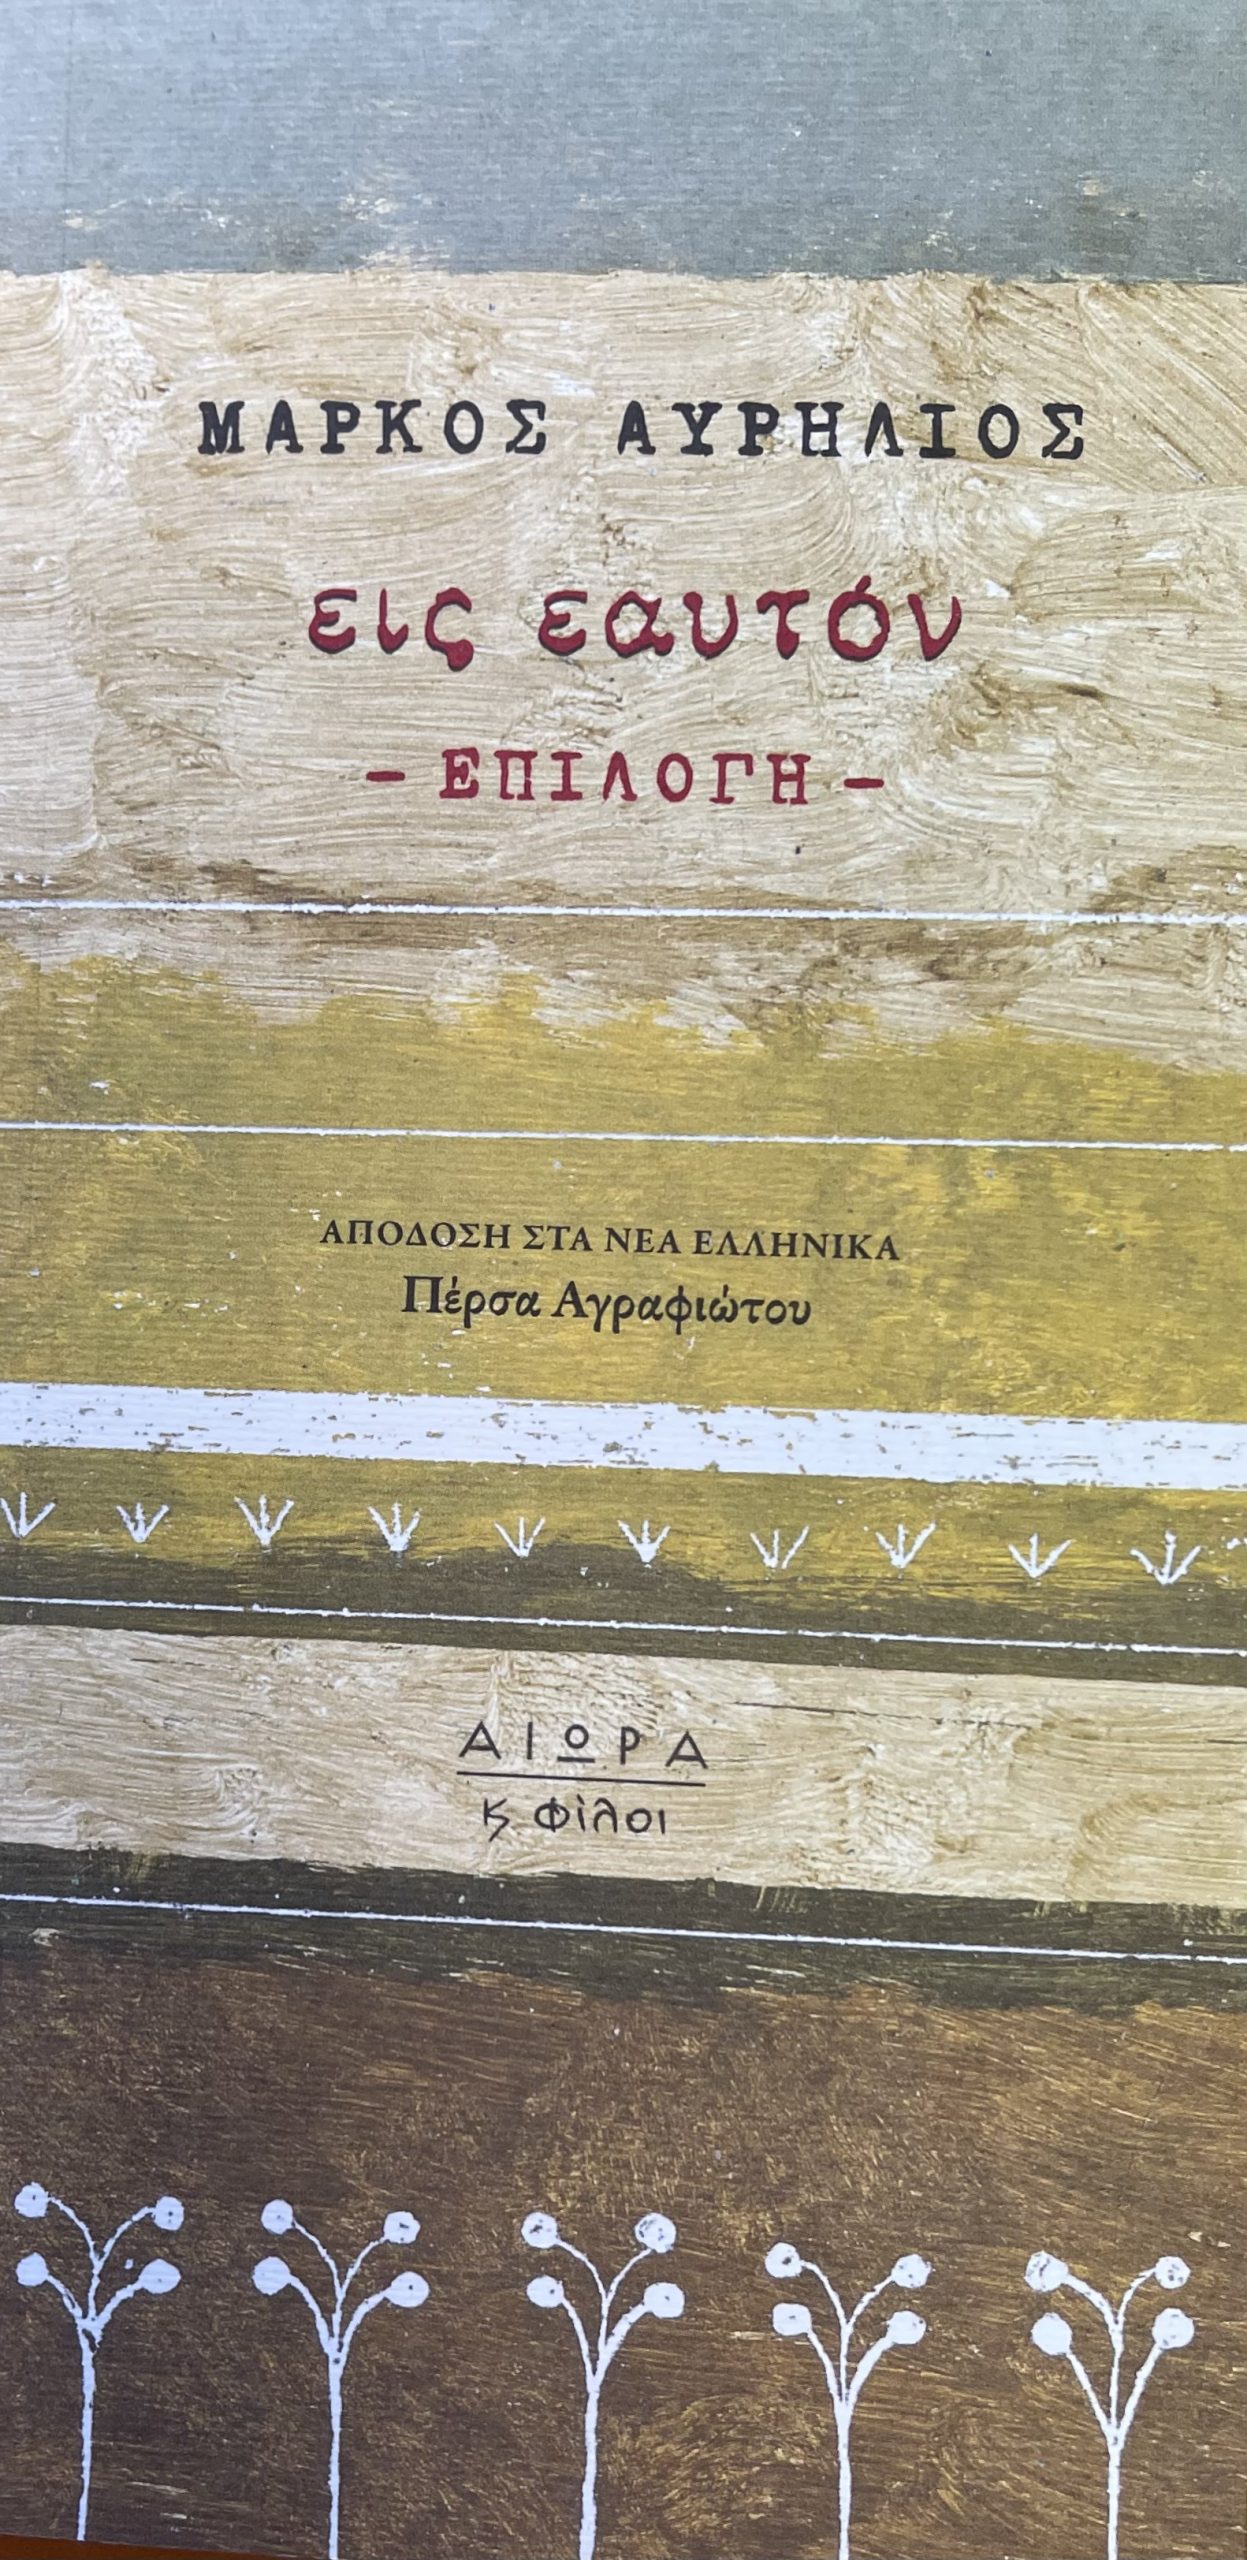 ΜΑΡΚΟΣ ΑΥΡΗΛΙΟΣ
εις εαυτόν
- ΕΠΙΛΟΓΗ -
ΑΠΟΔΟΣΗ ΣΤΑ ΝΕΑ ΕΛΛΗΝΙΚΑ
Πέρσα Αγραφιώτου
ΑΙΩΡΑ
ϗ φίλοι